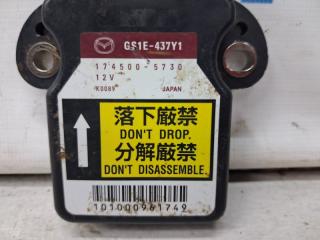 GS1E-437Y1
174500-5730
12V
K0089 JAPAN
落下厳禁
DON'T DROP.
分解厳禁
DON'T DISASSEMBLE.
101000961749